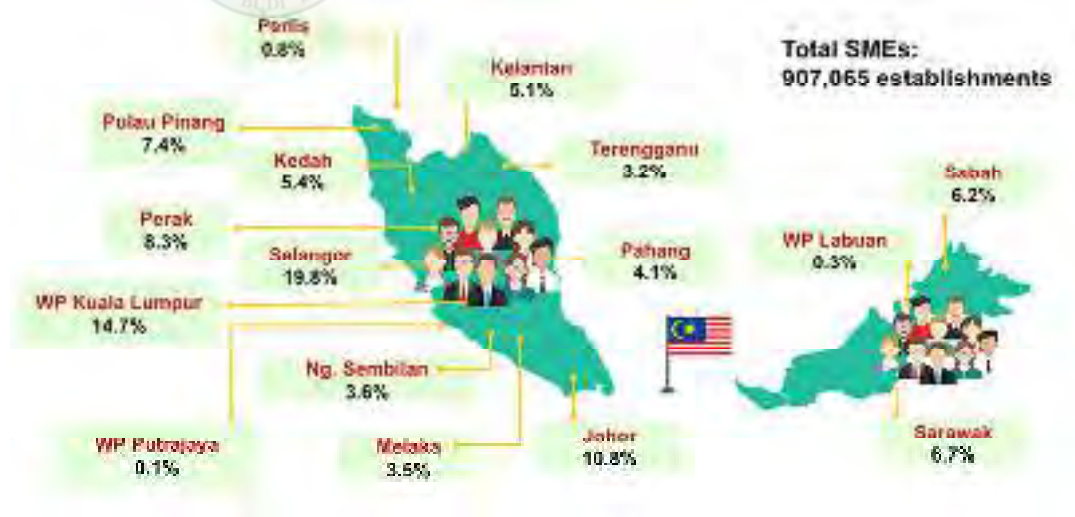 Perlis
0.8%
Total SMEs:
907,065 establishments
Kelantan
5.1%
Pulau Pinang
7.4%
Kedah
5.4%
Terengganu
3.2%
Sabah
6.2%
Perak
8.3%
Selangor
19.8%
Pahang
4.1%
WP Labuan
0.3%
WP Kuala Lumpur
14.7%
Ng. Sembilan
3.6%
WP Putrajaya
0.1%
Melaka
3.5%
Johor
10.8%
Sarawak
6.7%